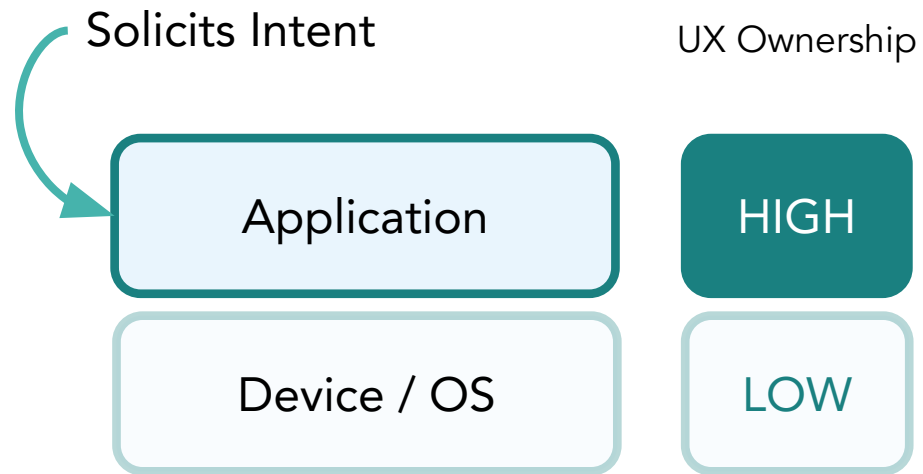 Solicits Intent
UX Ownership
Application
HIGH
Device / OS
LOW